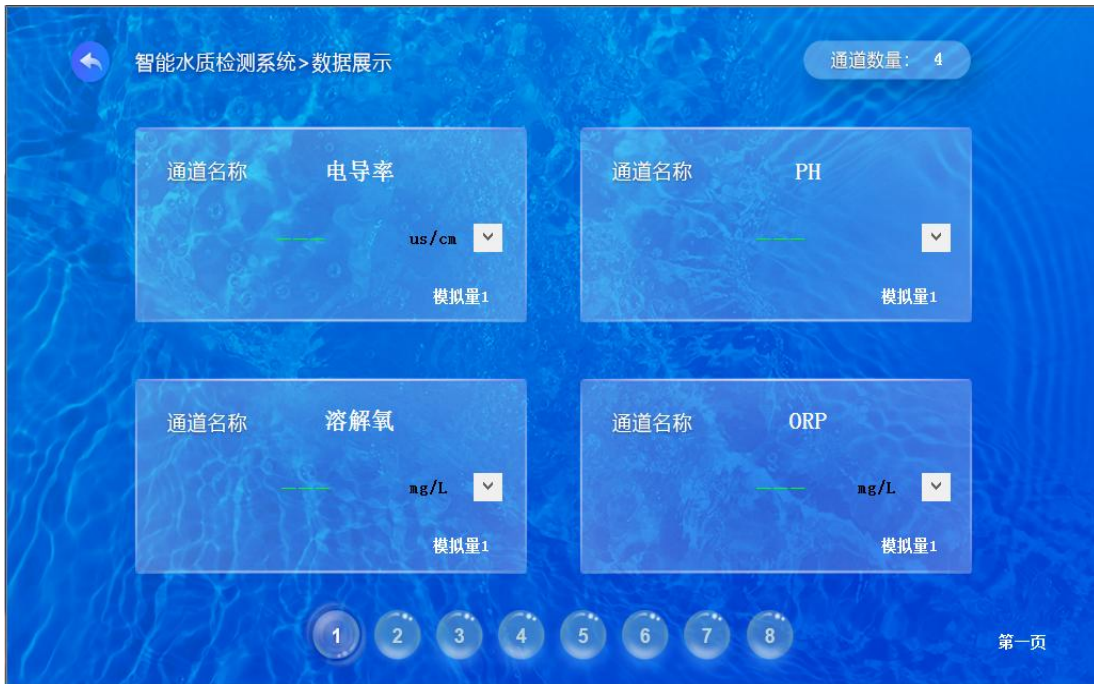 智能水质检测系统>数据展示
通道数量： 4
通道名称 电导率
通道名称 PH
--- us/cm
---
模拟量1
模拟量1
通道名称 溶解氧
通道名称 ORP
--- mg/L
--- mg/L
模拟量1
模拟量1
1 2 3 4 5 6 7 8
第一页